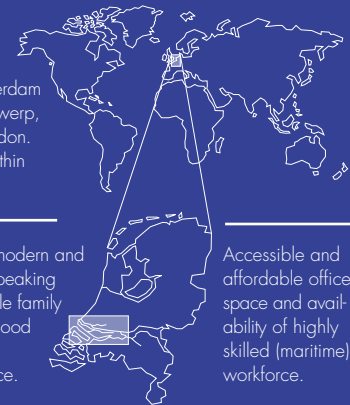 erdam
werp,
don.
thin
modern and
peaking
le family
ood
ce.
Accessible and
affordable office
space and avail-
ability of highly
skilled (maritime)
workforce.